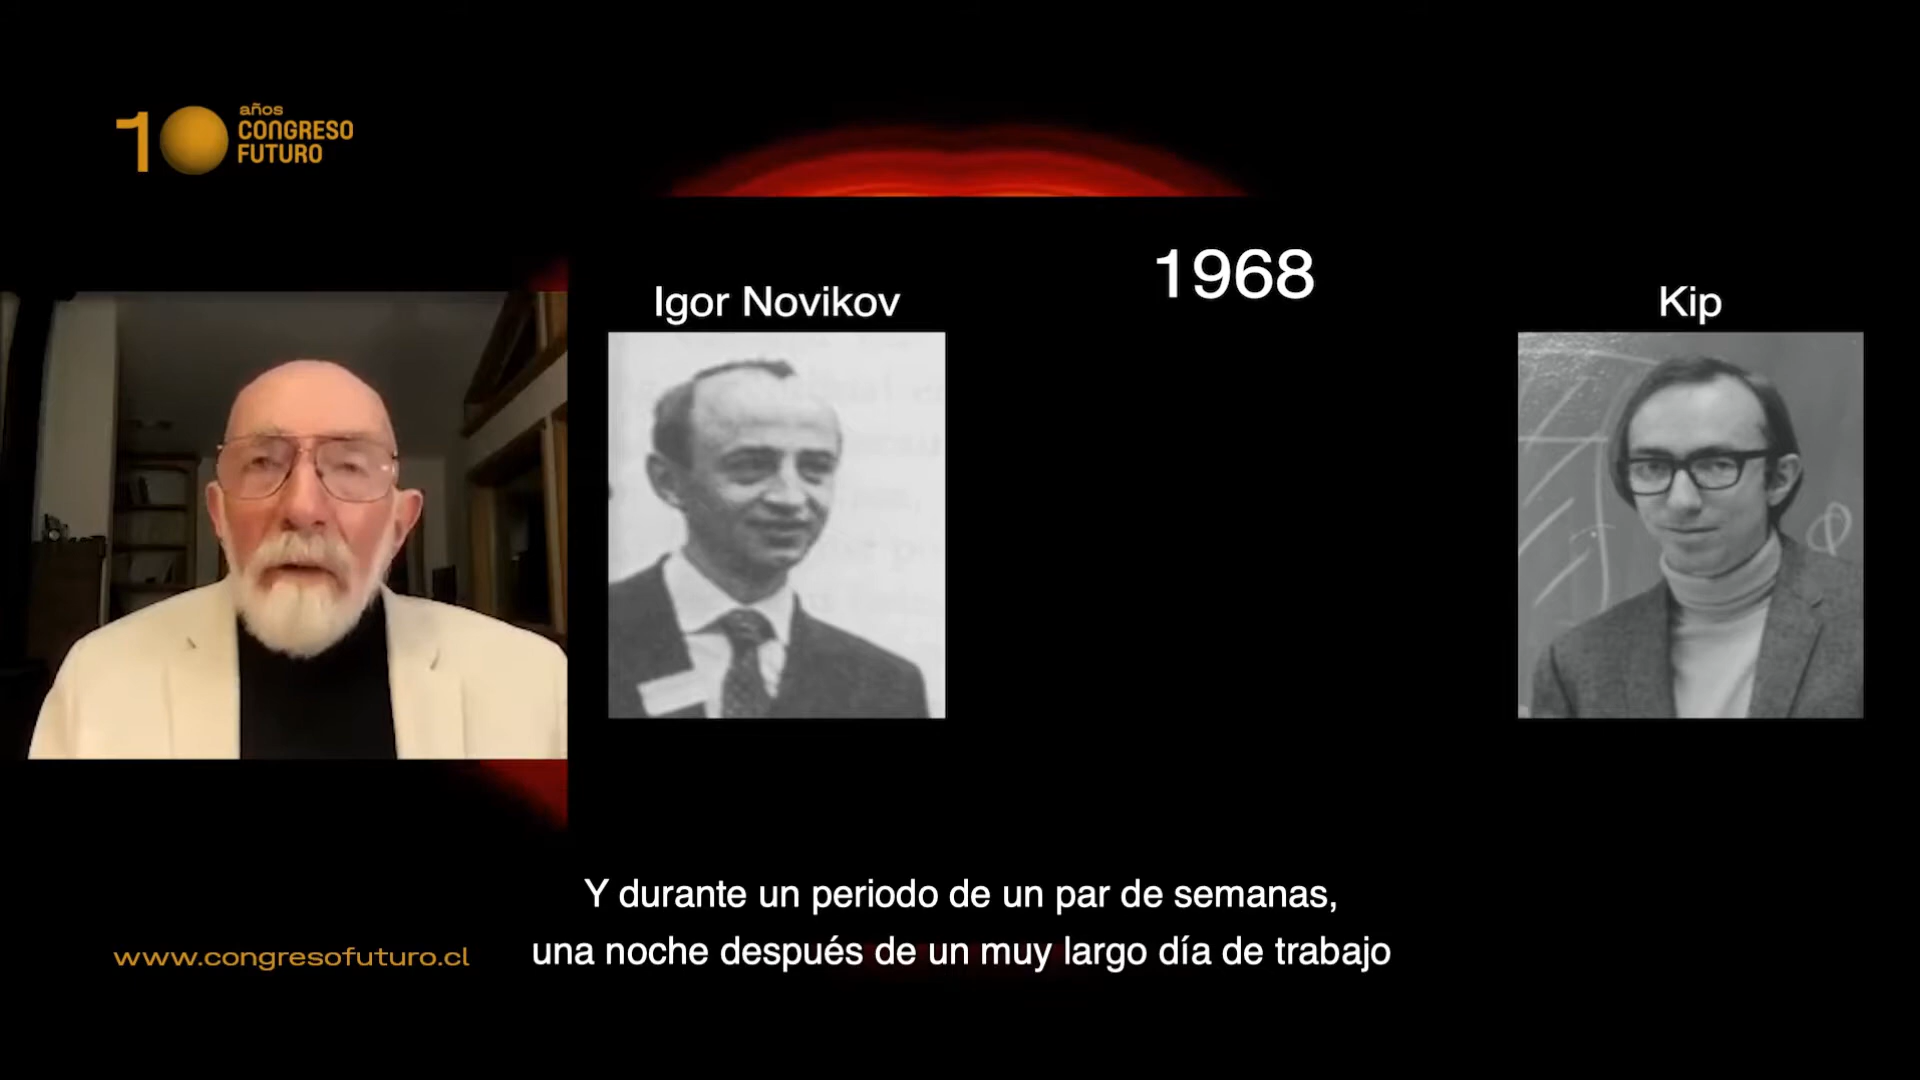 10 años
CONGRESO
FUTURO
1968
Igor Novikov
Kip
Y durante un periodo de un par de semanas,
una noche después de un muy largo día de trabajo
www.congresofuturo.cl